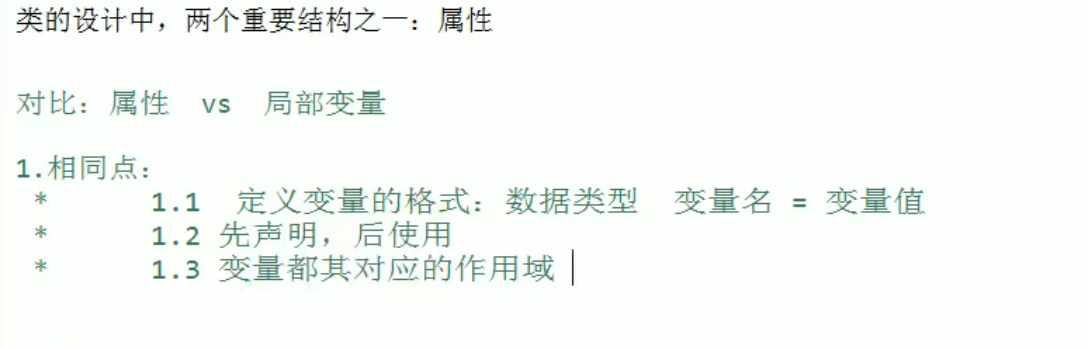 类的设计中，两个重要结构之一：属性
对比：属性 vs 局部变量
1.相同点：
* 1.1 定义变量的格式：数据类型 变量名 = 变量值
* 1.2 先声明，后使用
* 1.3 变量都其对应的作用域